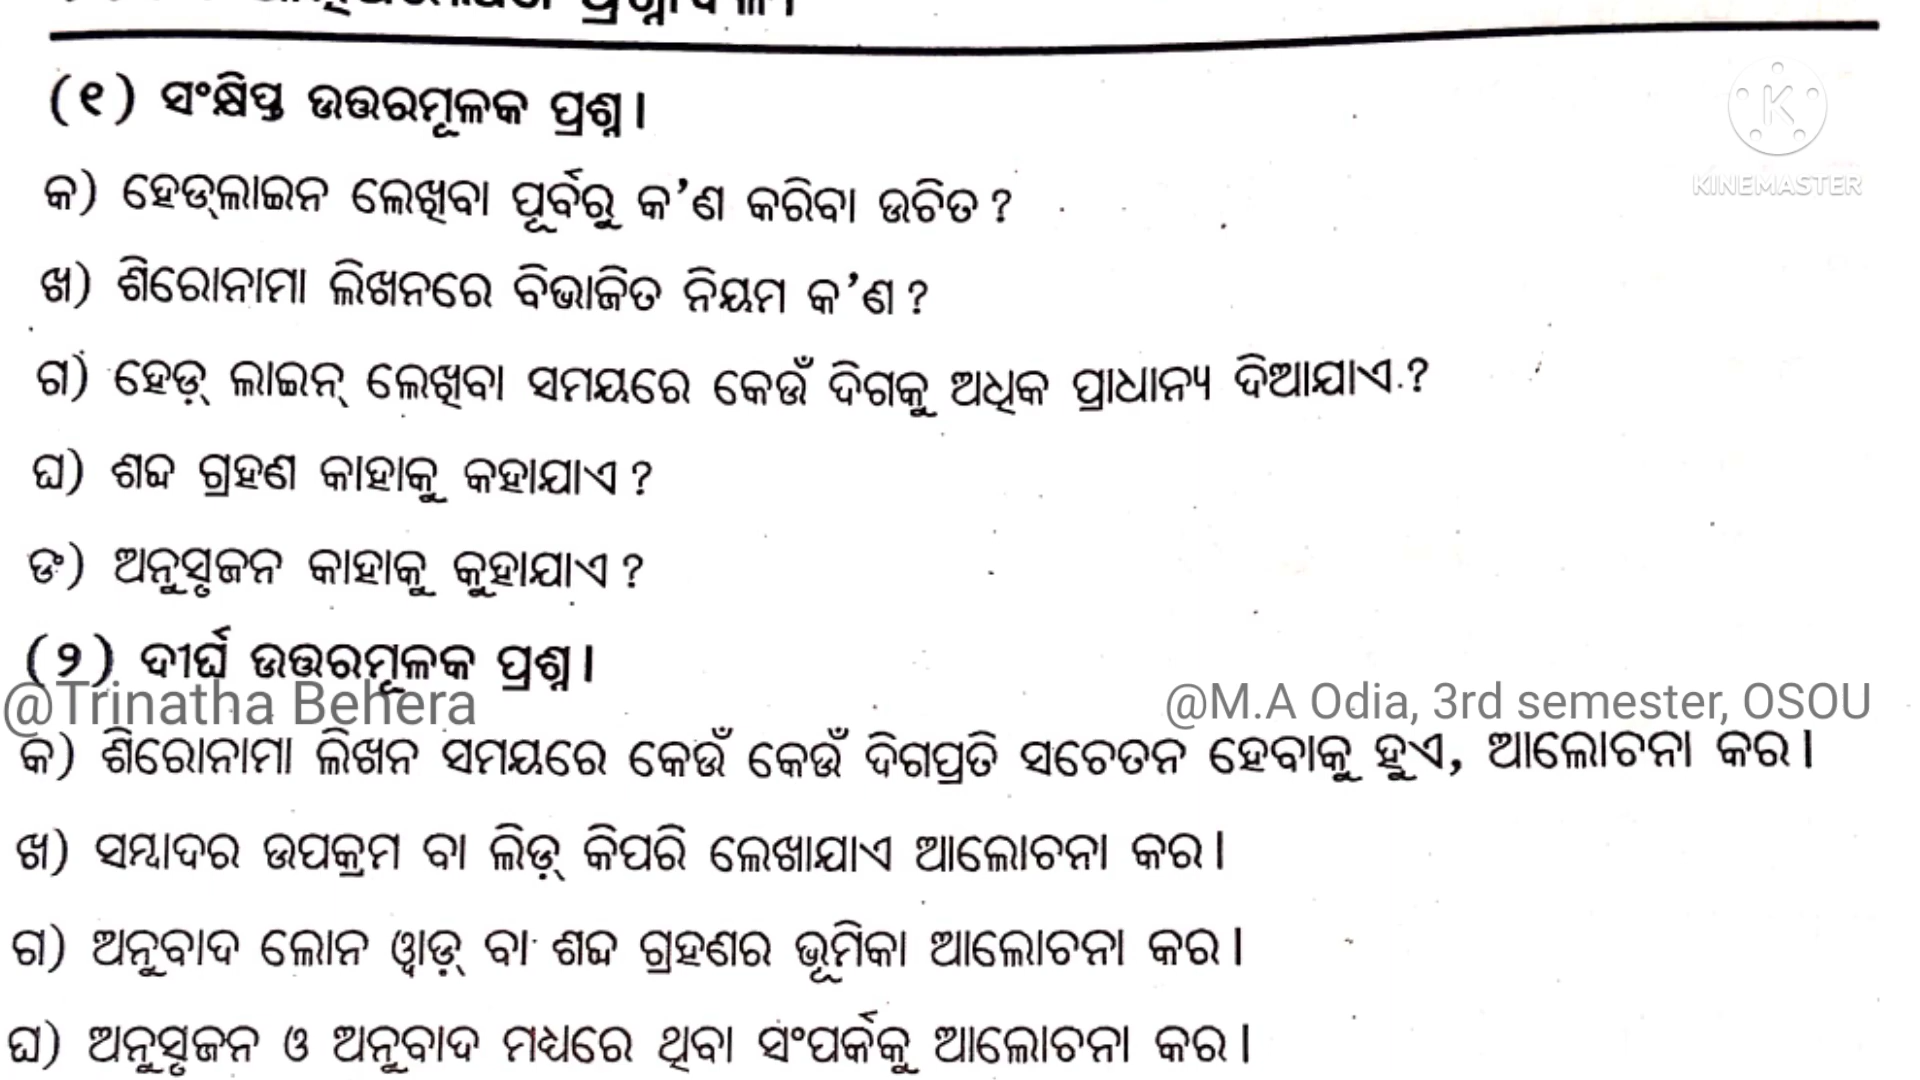 (୧) ସଂକ୍ଷିପ୍ତ ଉତ୍ତରମୂଳକ ପ୍ରଶ୍ନ।
KINEMASTER
କ) ହେଡ୍‌ଲାଇନ ଲେଖିବା ପୂର୍ବରୁ କ’ଣ କରିବା ଉଚିତ ?
ଖ) ଶିରୋନାମା ଲିଖନରେ ବିଭାଜିତ ନିୟମ କ’ଣ ?
ଗ) ହେଡ଼୍ ଲାଇନ୍ ଲେଖିବା ସମୟରେ କେଉଁ ଦିଗକୁ ଅଧିକ ପ୍ରାଧାନ୍ୟ ଦିଆଯାଏ ?
ଘ) ଶବ୍ଦ ଗ୍ରହଣ କାହାକୁ କହାଯାଏ ?
ଙ) ଅନୁସୃଜନ କାହାକୁ କୁହାଯାଏ ?
(୨) ଦୀର୍ଘ ଉତ୍ତରମୂଳକ ପ୍ରଶ୍ନ।
@Trinatha Behera @M.A Odia, 3rd semester, OSOU
କ) ଶିରୋନାମା ଲିଖନ ସମୟରେ କେଉଁ କେଉଁ ଦିଗପ୍ରତି ସଚେତନ ହେବାକୁ ହୁଏ, ଆଲୋଚନା କର।
ଖ) ସମ୍ବାଦର ଉପକ୍ରମ ବା ଲିଡ଼୍ କିପରି ଲେଖାଯାଏ ଆଲୋଚନା କର।
ଗ) ଅନୁବାଦ ଲୋନ ୱାଡ଼୍ ବା ଶବ୍ଦ ଗ୍ରହଣର ଭୂମିକା ଆଲୋଚନା କର।
ଘ) ଅନୁସୃଜନ ଓ ଅନୁବାଦ ମଧ୍ୟରେ ଥିବା ସଂପର୍କକୁ ଆଲୋଚନା କର।